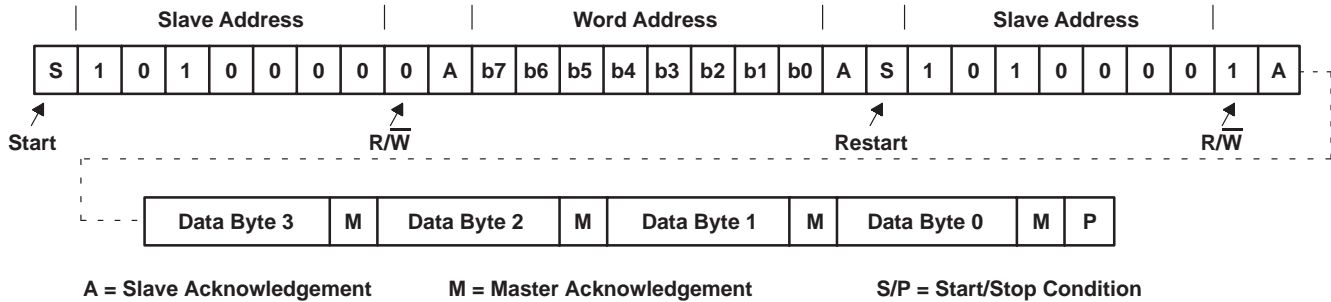 Slave Address Word Address Slave Address
S 1 0 1 0 0 0 0 0 A b7 b6 b5 b4 b3 b2 b1 b0 A S 1 0 1 0 0 0 0 1 A
Start R/W̅ Restart R/W̅
Data Byte 3 M Data Byte 2 M Data Byte 1 M Data Byte 0 M P
A = Slave Acknowledgement M = Master Acknowledgement S/P = Start/Stop Condition